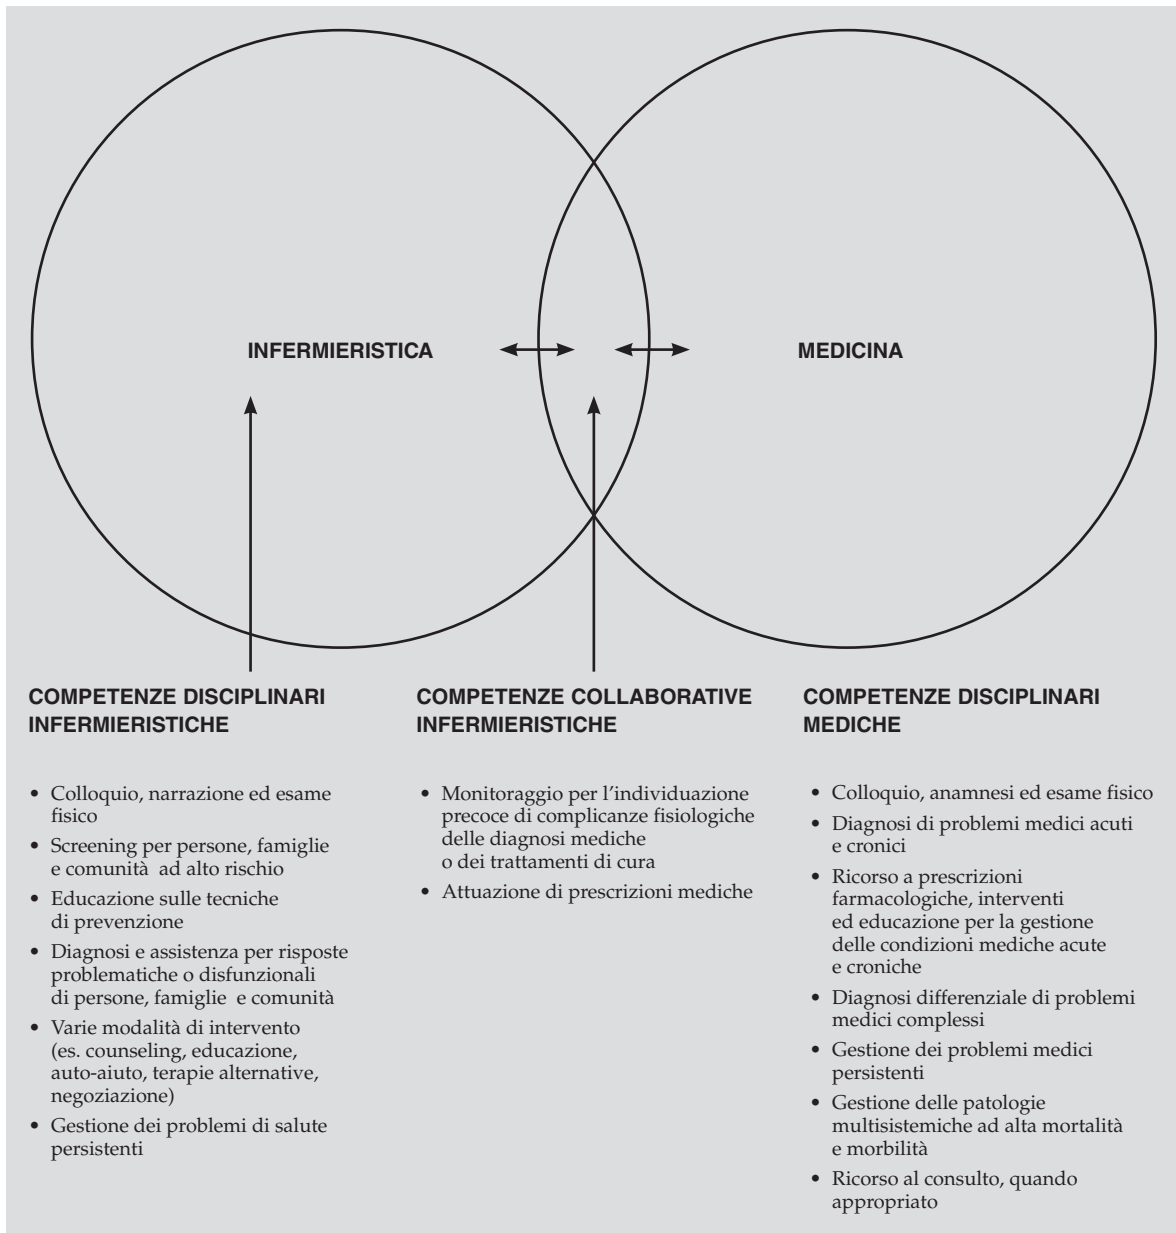 INFERMIERISTICA
MEDICINA
COMPETENZE DISCIPLINARI
INFERMIERISTICHE
• Colloquio, narrazione ed esame
fisico
• Screening per persone, famiglie
e comunità ad alto rischio
• Educazione sulle tecniche
di prevenzione
• Diagnosi e assistenza per risposte
problematiche o disfunzionali
di persone, famiglie e comunità
• Varie modalità di intervento
(es. counseling, educazione,
auto-aiuto, terapie alternative,
negoziazione)
• Gestione dei problemi di salute
persistenti
COMPETENZE COLLABORATIVE
INFERMIERISTICHE
• Monitoraggio per l'individuazione
precoce di complicanze fisiologiche
delle diagnosi mediche
o dei trattamenti di cura
• Attuazione di prescrizioni mediche
COMPETENZE DISCIPLINARI
MEDICHE
• Colloquio, anamnesi ed esame fisico
• Diagnosi di problemi medici acuti
e cronici
• Ricorso a prescrizioni
farmacologiche, interventi
ed educazione per la gestione
delle condizioni mediche acute
e croniche
• Diagnosi differenziale di problemi
medici complessi
• Gestione dei problemi medici
persistenti
• Gestione delle patologie
multisistemiche ad alta mortalità
e morbilità
• Ricorso al consulto, quando
appropriato